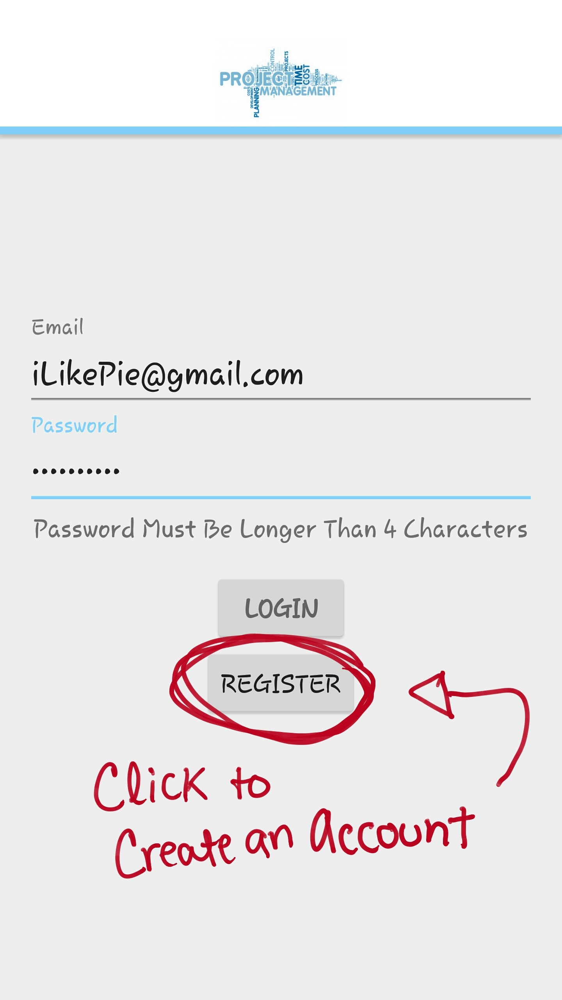 CONTROL
PROJECTS
PROJECT
TIME
COST
PROCESS
MANAGEMENT
COSTS
DEVELOPMENT
PLANNING
Email
iLikePie@gmail.com
Password
••••••••••
Password Must Be Longer Than 4 Characters
LOGIN
REGISTER
Click to
Create an Account